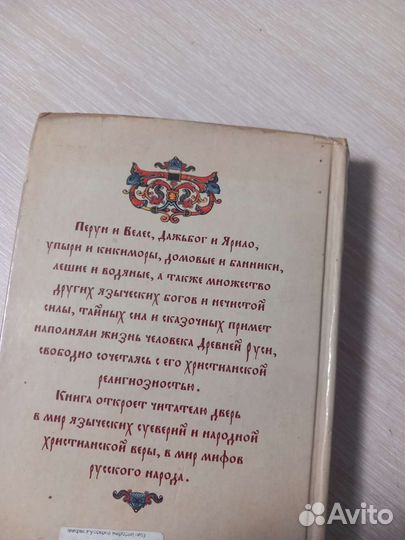 Перун и Велес, Дажьбог и Ярило,
упыри и кикиморы, домовые и банники,
лешие и водяные, а также множество
других языческих богов и нечистой
силы, тайных сил и сказочных примет
наполняли жизнь человека Древней Руси,
свободно сочетаясь с его христианской
религиозностью.
Книга откроет читателю дверь
в мир языческих суеверий и народной
христианской веры, в мир мифов
русского народа.
Avito